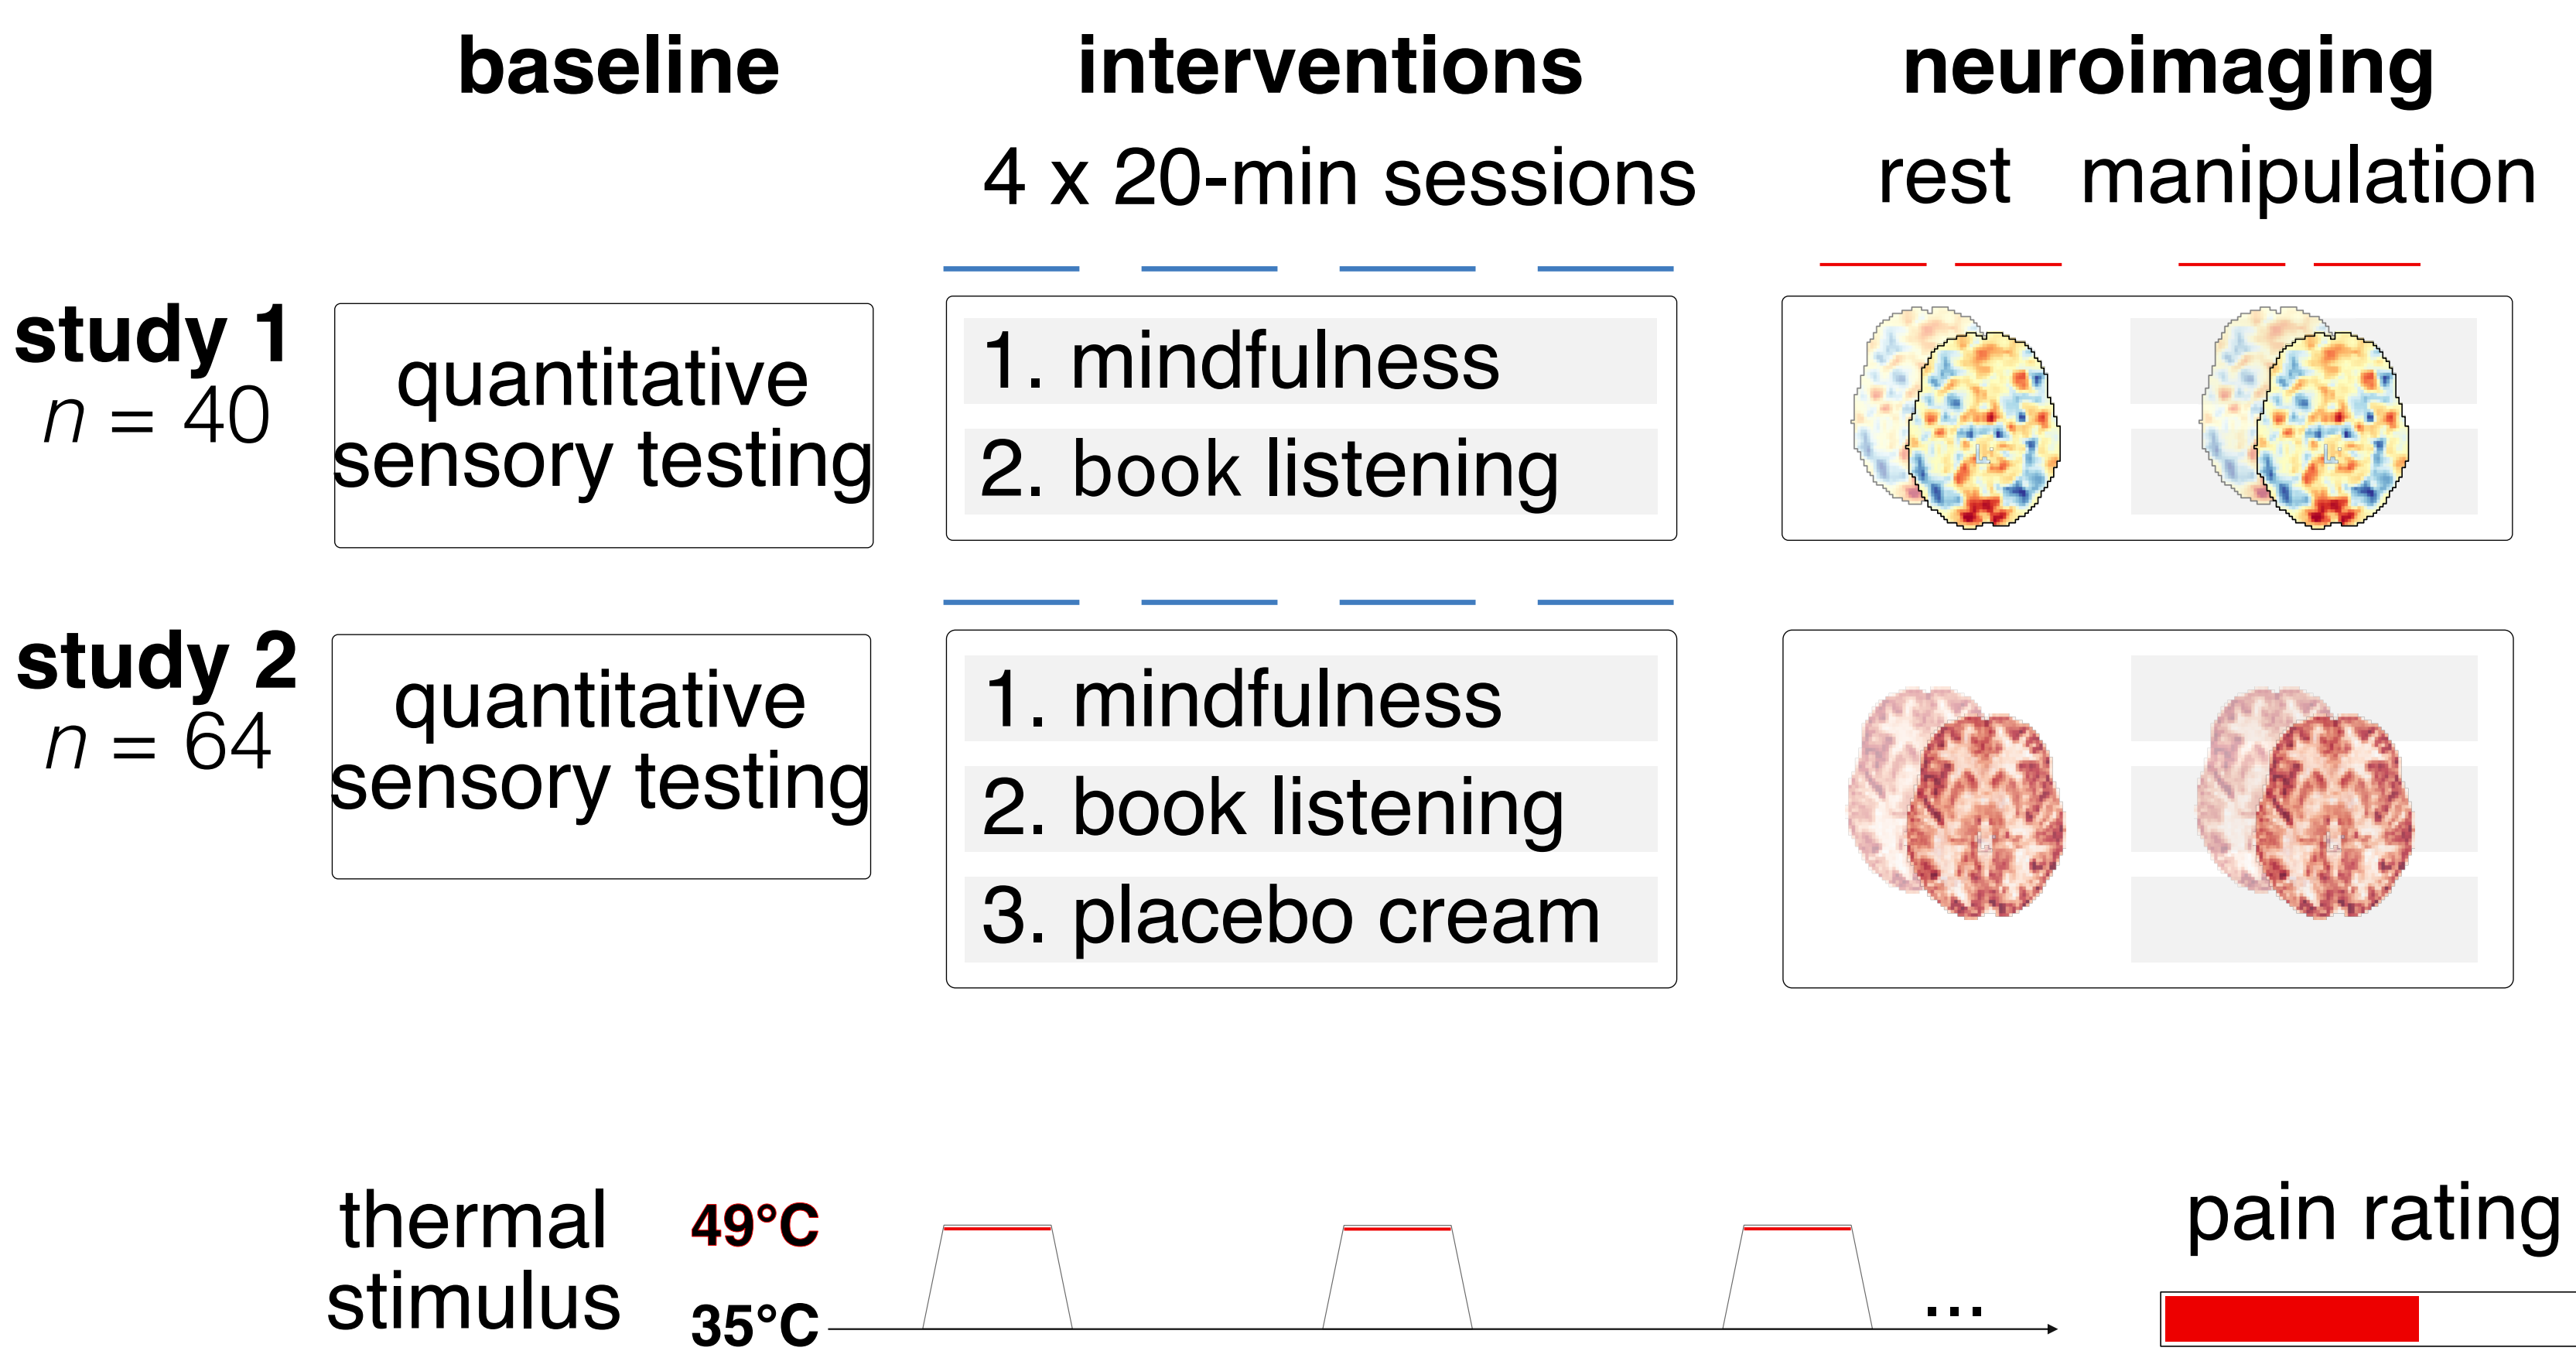 baseline
interventions
neuroimaging
4 x 20-min sessions
rest
manipulation
study 1
n = 40
quantitative
sensory testing
1. mindfulness
2. book listening
study 2
n = 64
quantitative
sensory testing
1. mindfulness
2. book listening
3. placebo cream
thermal
stimulus
49°C
35°C
...
pain rating